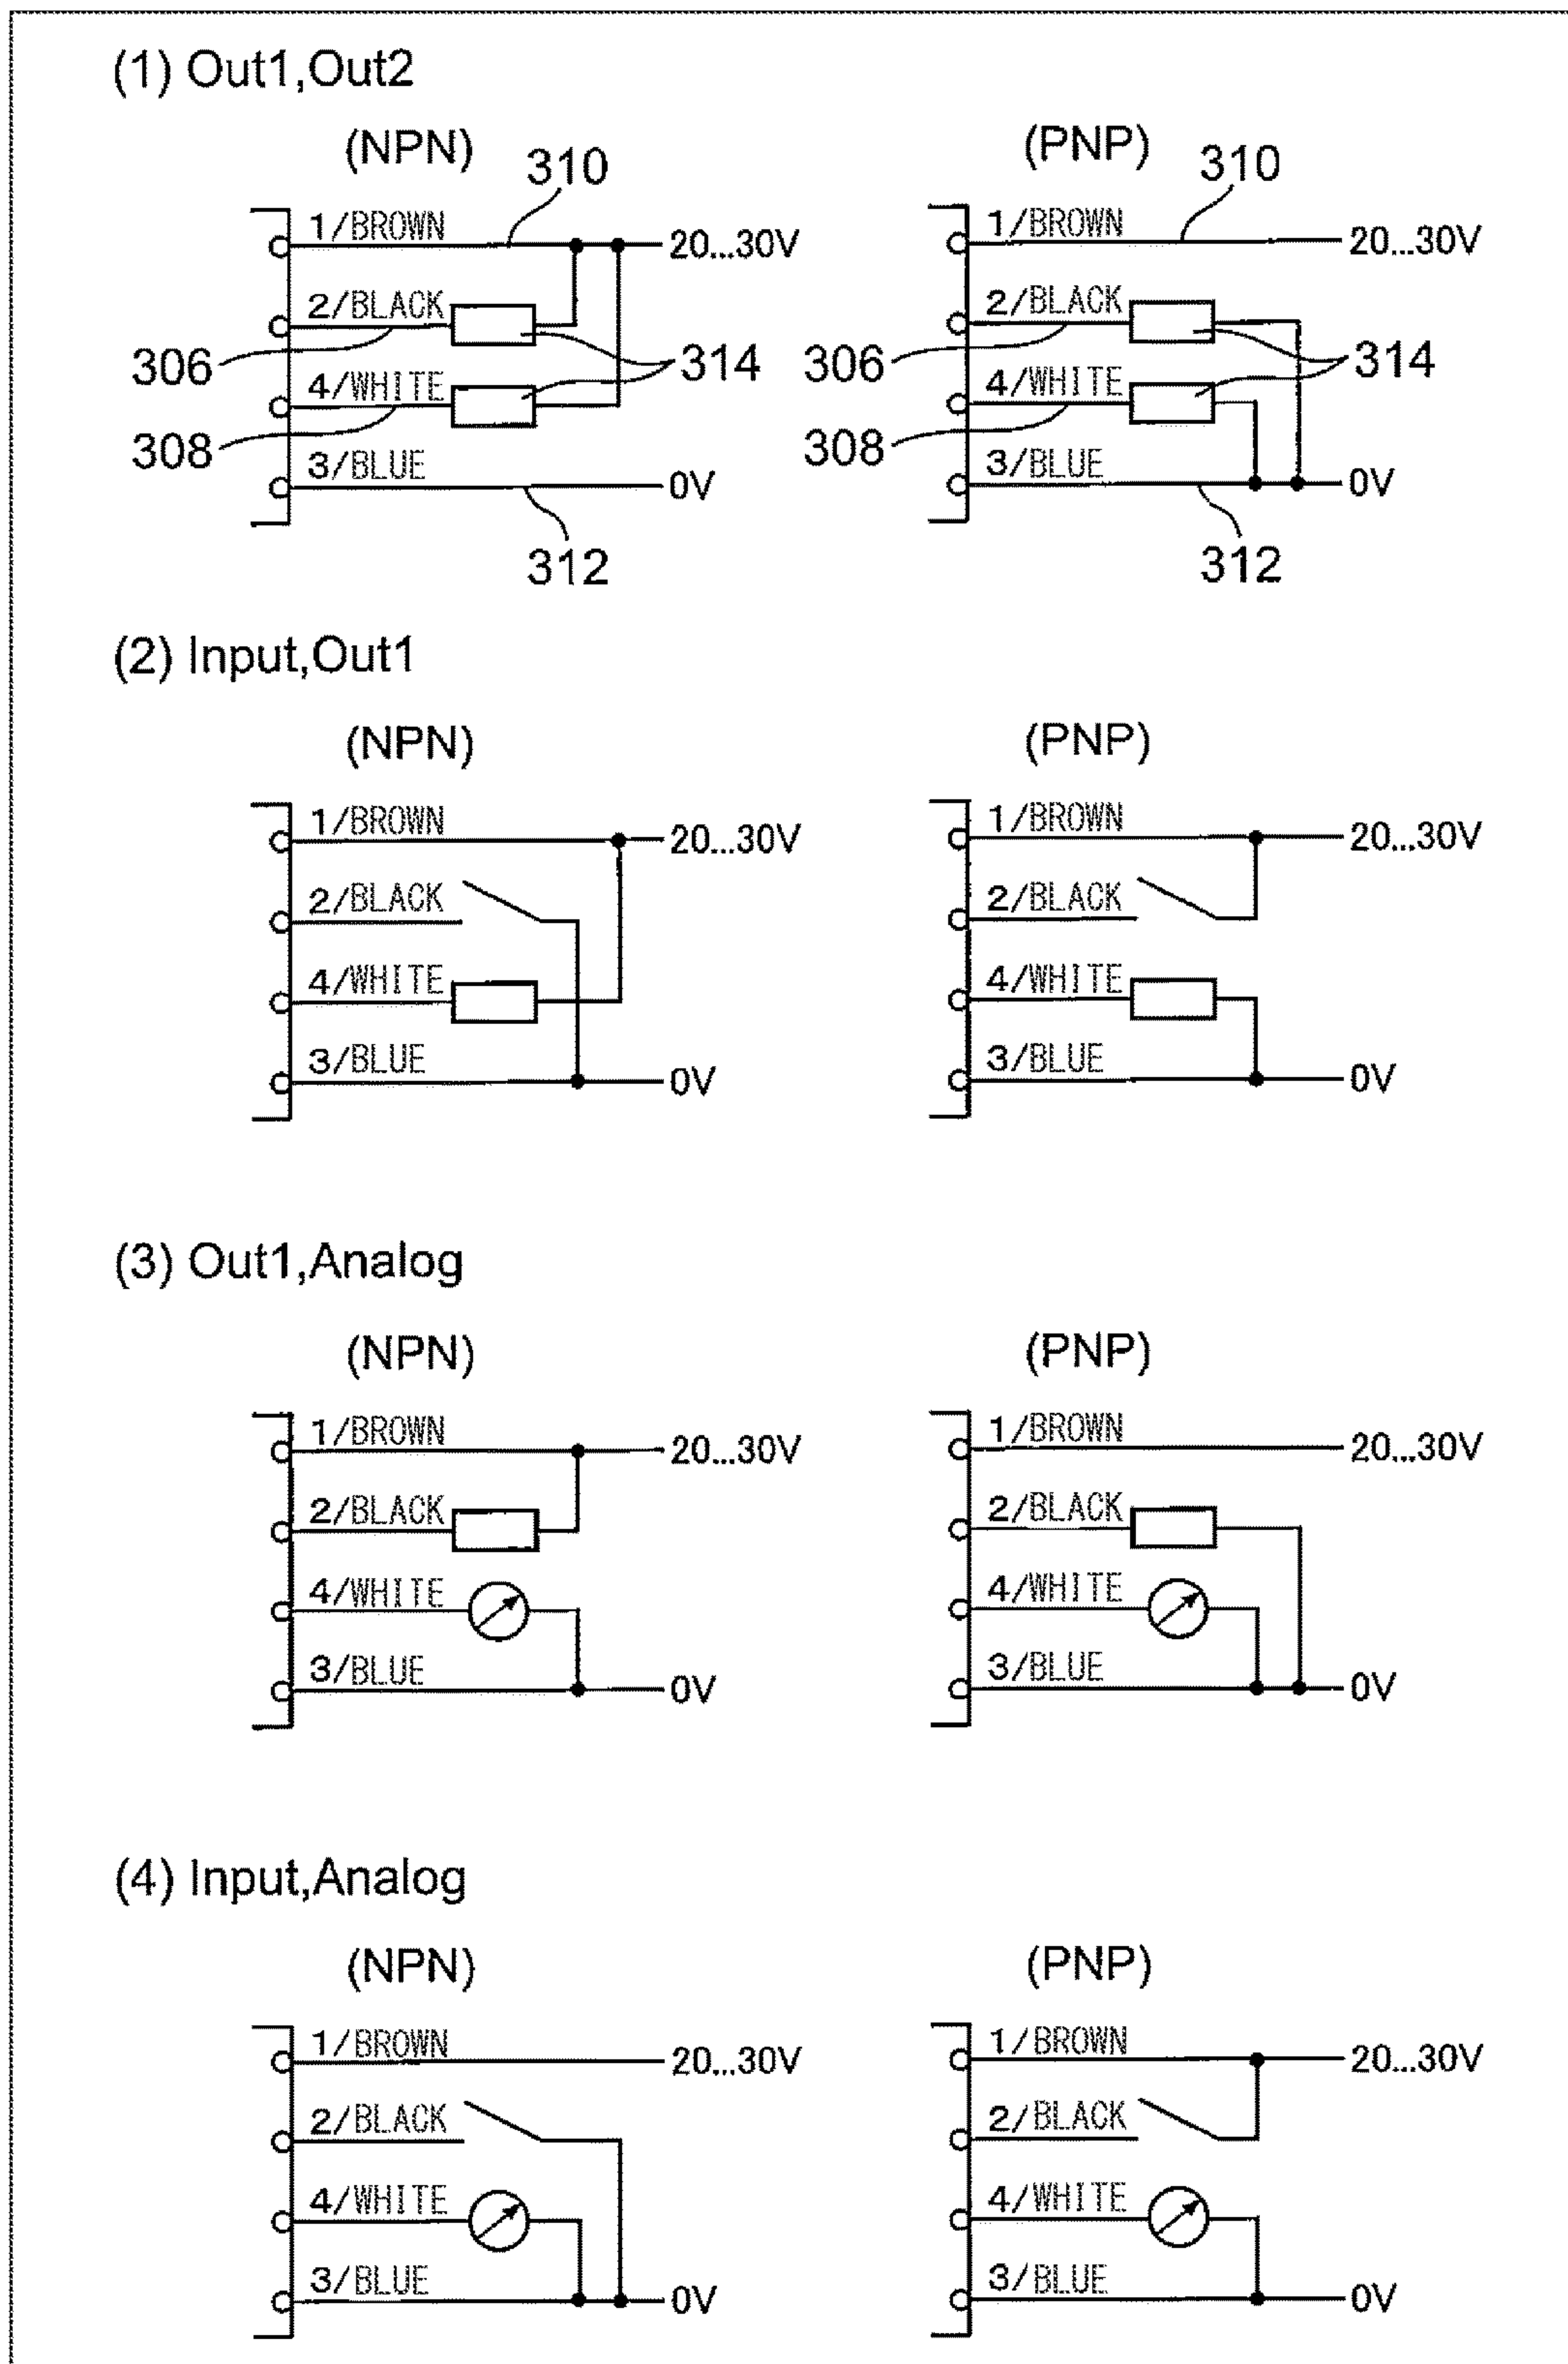 (1) Out1,Out2
(NPN)
310
1/BROWN
20...30V
2/BLACK
306
314
4/WHITE
308
3/BLUE
0V
312
(PNP)
310
1/BROWN
20...30V
2/BLACK
306
314
4/WHITE
308
3/BLUE
0V
312
(2) Input,Out1
(NPN)
1/BROWN
20...30V
2/BLACK
4/WHITE
3/BLUE
0V
(PNP)
1/BROWN
20...30V
2/BLACK
4/WHITE
3/BLUE
0V
(3) Out1,Analog
(NPN)
1/BROWN
20...30V
2/BLACK
4/WHITE
3/BLUE
0V
(PNP)
1/BROWN
20...30V
2/BLACK
4/WHITE
3/BLUE
0V
(4) Input,Analog
(NPN)
1/BROWN
20...30V
2/BLACK
4/WHITE
3/BLUE
0V
(PNP)
1/BROWN
20...30V
2/BLACK
4/WHITE
3/BLUE
0V